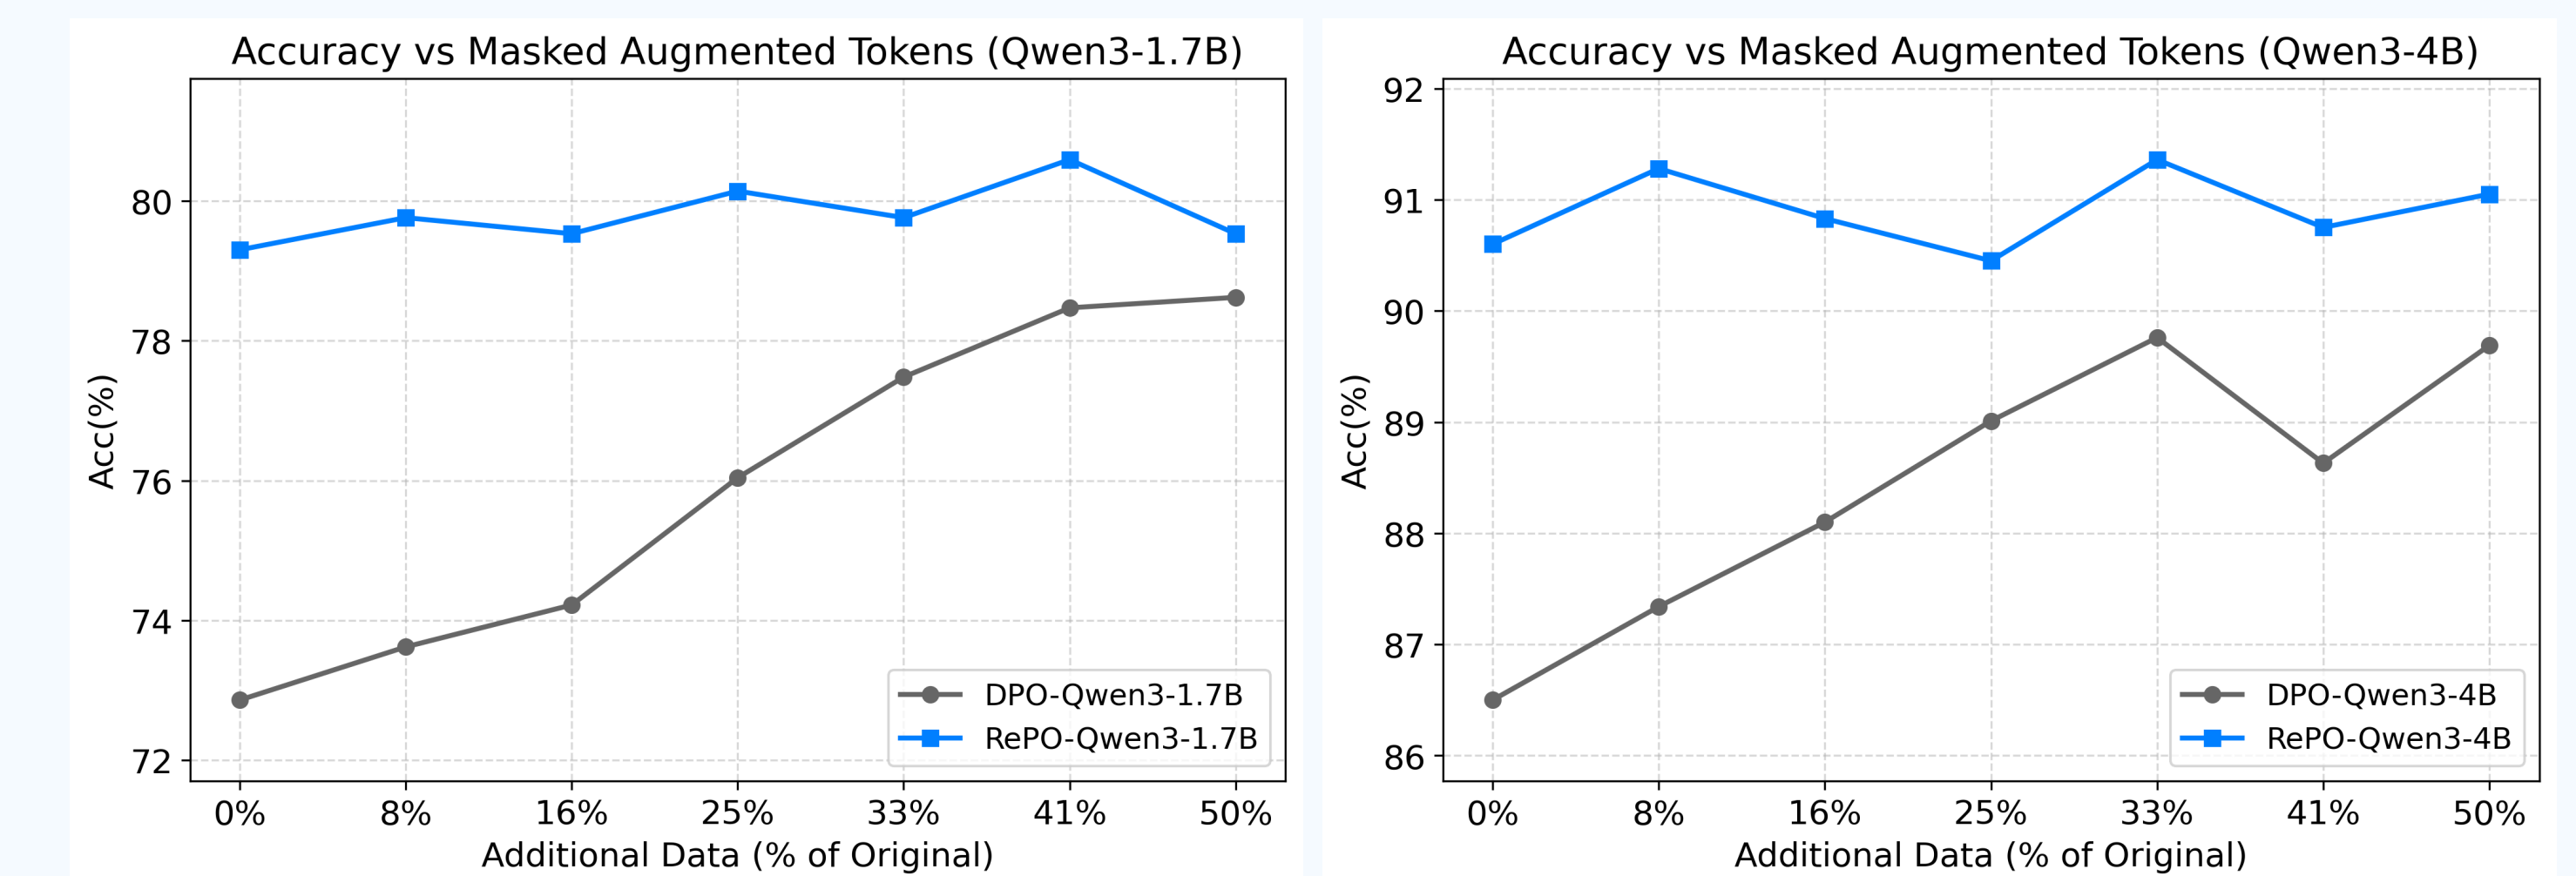 Accuracy vs Masked Augmented Tokens (Qwen3-1.7B)
80
78
76
74
72
Acc(%)
0% 8% 16% 25% 33% 41% 50%
Additional Data (% of Original)
DPO-Qwen3-1.7B
RePO-Qwen3-1.7B
Accuracy vs Masked Augmented Tokens (Qwen3-4B)
92
91
90
89
88
87
86
Acc(%)
0% 8% 16% 25% 33% 41% 50%
Additional Data (% of Original)
DPO-Qwen3-4B
RePO-Qwen3-4B